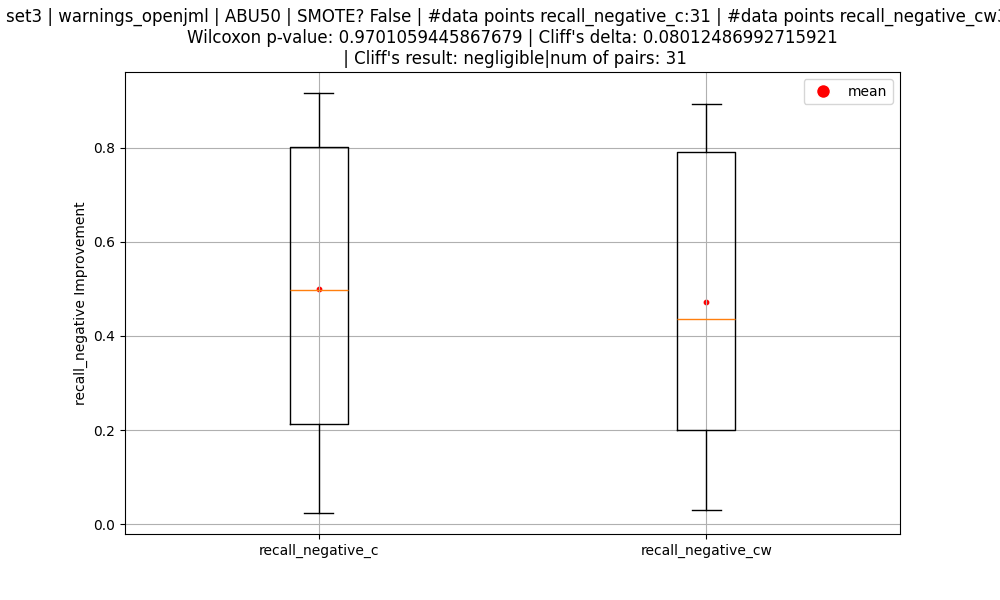 set3 | warnings_openjml | ABU50 | SMOTE? False | #data points recall_negative_c:31 | #data points recall_negative_cw
Wilcoxon p-value: 0.9701059445867679 | Cliff's delta: 0.08012486992715921
| Cliff's result: negligible|num of pairs: 31
mean
0.8
0.6
0.4
0.2
0.0
recall_negative Improvement
recall_negative_c
recall_negative_cw